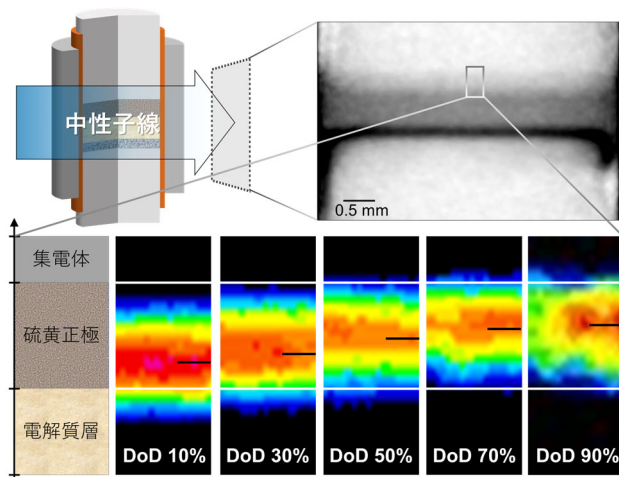 中性子線
0.5 mm
集電体
硫黄正極
電解質層
DoD 10%
DoD 30%
DoD 50%
DoD 70%
DoD 90%